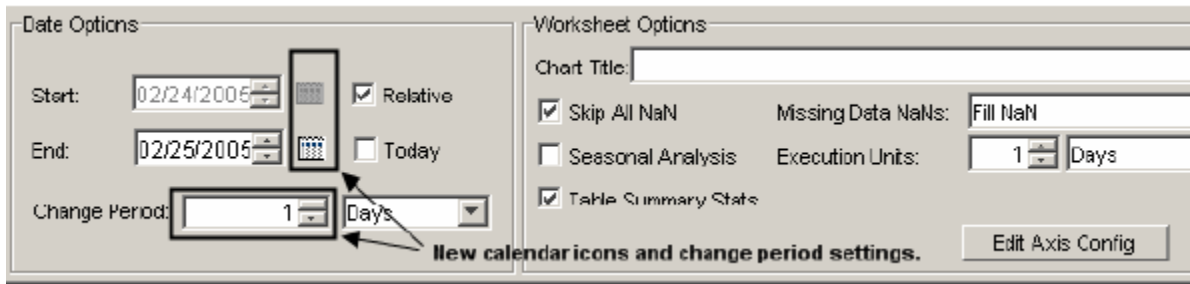 Date Options
Start: 02/24/2005 Relative
End: 02/25/2005 Today
Change Period: 1 Days
New calendar icons and change period settings.
Worksheet Options
Chart Title:
Skip All NaN Missing Data NaNs: Fill NaN
Seasonal Analysis Execution Units: 1 Days
Table Summary Stats
Edit Axis Config